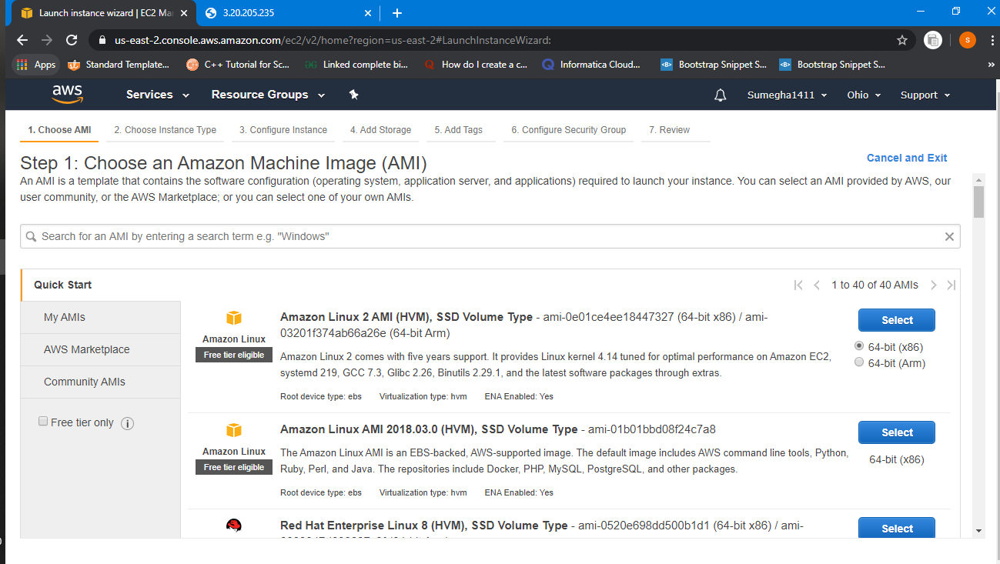 Launch instance wizard | EC2 Ma
3.20.205.235
us-east-2.console.aws.amazon.com/ec2/v2/home?region=us-east-2#LaunchInstanceWizard:
S
Apps Standard Template... C++ Tutorial for Sc... Linked complete bi... How do I create a c... Informatica Cloud... Bootstrap Snippet S... Bootstrap Snippet S... »
aws Services Resource Groups Sumegha1411 Ohio Support
1. Choose AMI 2. Choose Instance Type 3. Configure Instance 4. Add Storage 5. Add Tags 6. Configure Security Group 7. Review
Step 1: Choose an Amazon Machine Image (AMI)
Cancel and Exit
An AMI is a template that contains the software configuration (operating system, application server, and applications) required to launch your instance. You can select an AMI provided by AWS, our
user community, or the AWS Marketplace; or you can select one of your own AMIs.
Search for an AMI by entering a search term e.g. "Windows"
Quick Start
1 to 40 of 40 AMIs
My AMIs
AWS Marketplace
Community AMIs
Free tier only i
Amazon Linux
Free tier eligible
Amazon Linux 2 AMI (HVM), SSD Volume Type - ami-0e01ce4ee18447327 (64-bit x86) / ami-
03201f374ab66a26e (64-bit Arm)
Amazon Linux 2 comes with five years support. It provides Linux kernel 4.14 tuned for optimal performance on Amazon EC2,
systemd 219, GCC 7.3, Glibc 2.26, Binutils 2.29.1, and the latest software packages through extras.
Root device type: ebs Virtualization type: hvm ENA Enabled: Yes
Select
64-bit (x86)
64-bit (Arm)
Amazon Linux
Free tier eligible
Amazon Linux AMI 2018.03.0 (HVM), SSD Volume Type - ami-01b01bbd08f24c7a8
The Amazon Linux AMI is an EBS-backed, AWS-supported image. The default image includes AWS command line tools, Python,
Ruby, Perl, and Java. The repositories include Docker, PHP, MySQL, PostgreSQL, and other packages.
Root device type: ebs Virtualization type: hvm ENA Enabled: Yes
Select
64-bit (x86)
Red Hat Enterprise Linux 8 (HVM), SSD Volume Type - ami-0520e698dd500b1d1 (64-bit x86) / ami-
Select